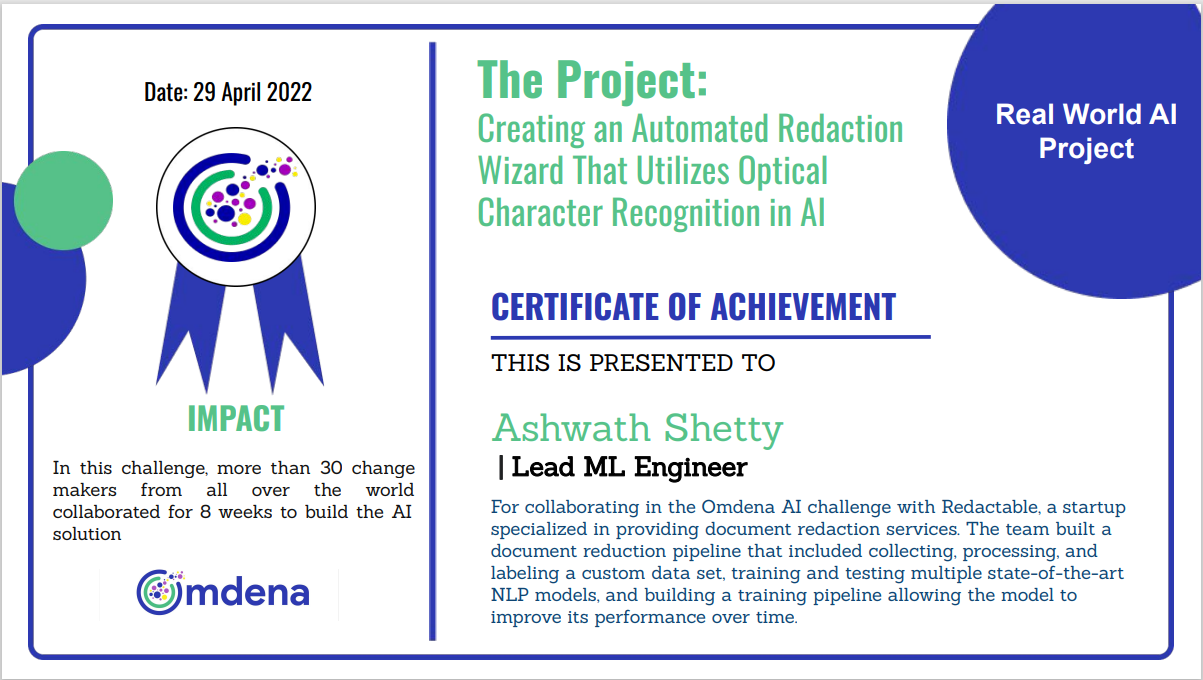 Date: 29 April 2022
IMPACT
In this challenge, more than 30 change
makers from all over the world
collaborated for 8 weeks to build the AI
solution
Omdena
The Project:
Creating an Automated Redaction
Wizard That Utilizes Optical
Character Recognition in AI
Real World AI
Project
CERTIFICATE OF ACHIEVEMENT
THIS IS PRESENTED TO
Ashwath Shetty
| Lead ML Engineer
For collaborating in the Omdena AI challenge with Redactable, a startup
specialized in providing document redaction services. The team built a
document reduction pipeline that included collecting, processing, and
labeling a custom data set, training and testing multiple state-of-the-art
NLP models, and building a training pipeline allowing the model to
improve its performance over time.